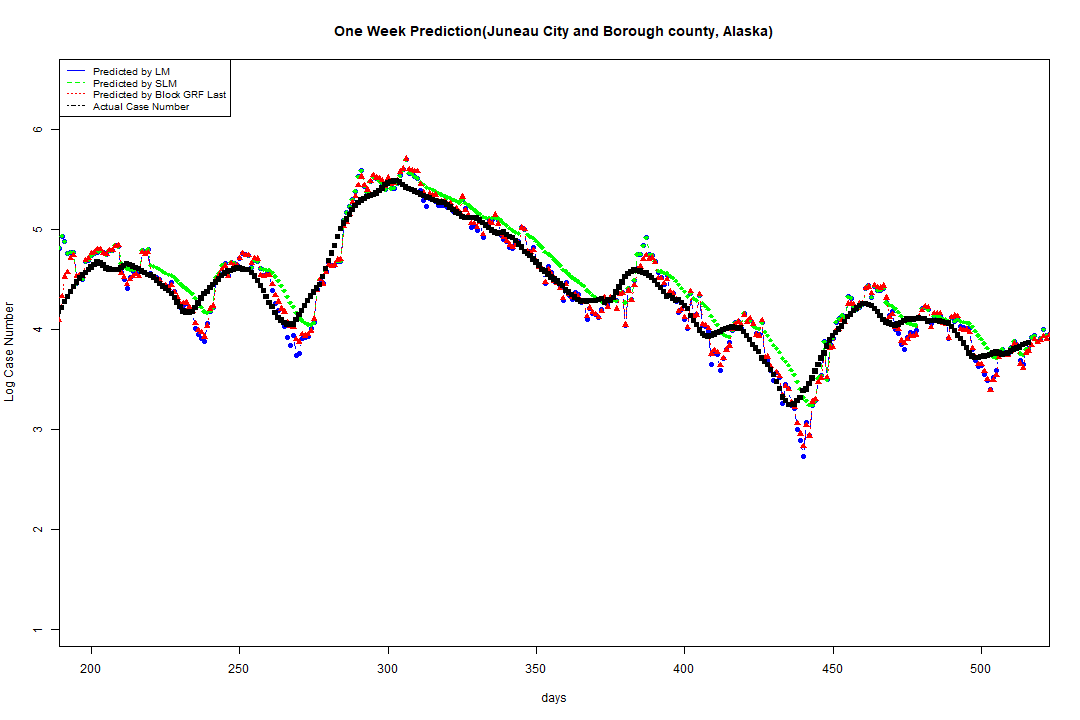 One Week Prediction(Juneau City and Borough county, Alaska)
Predicted by LM
Predicted by SLM
Predicted by Block GRF Last
Actual Case Number
6
5
4
3
2
1
Log Case Number
200 250 300 350 400 450 500
days